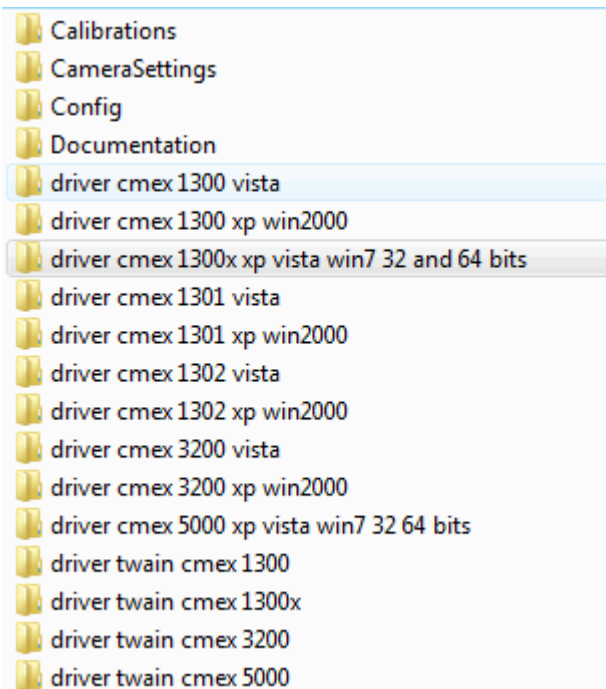 Calibrations
CameraSettings
Config
Documentation
driver cmex 1300 vista
driver cmex 1300 xp win2000
driver cmex 1300x xp vista win7 32 and 64 bits
driver cmex 1301 vista
driver cmex 1301 xp win2000
driver cmex 1302 vista
driver cmex 1302 xp win2000
driver cmex 3200 vista
driver cmex 3200 xp win2000
driver cmex 5000 xp vista win7 32 64 bits
driver twain cmex 1300
driver twain cmex 1300x
driver twain cmex 3200
driver twain cmex 5000